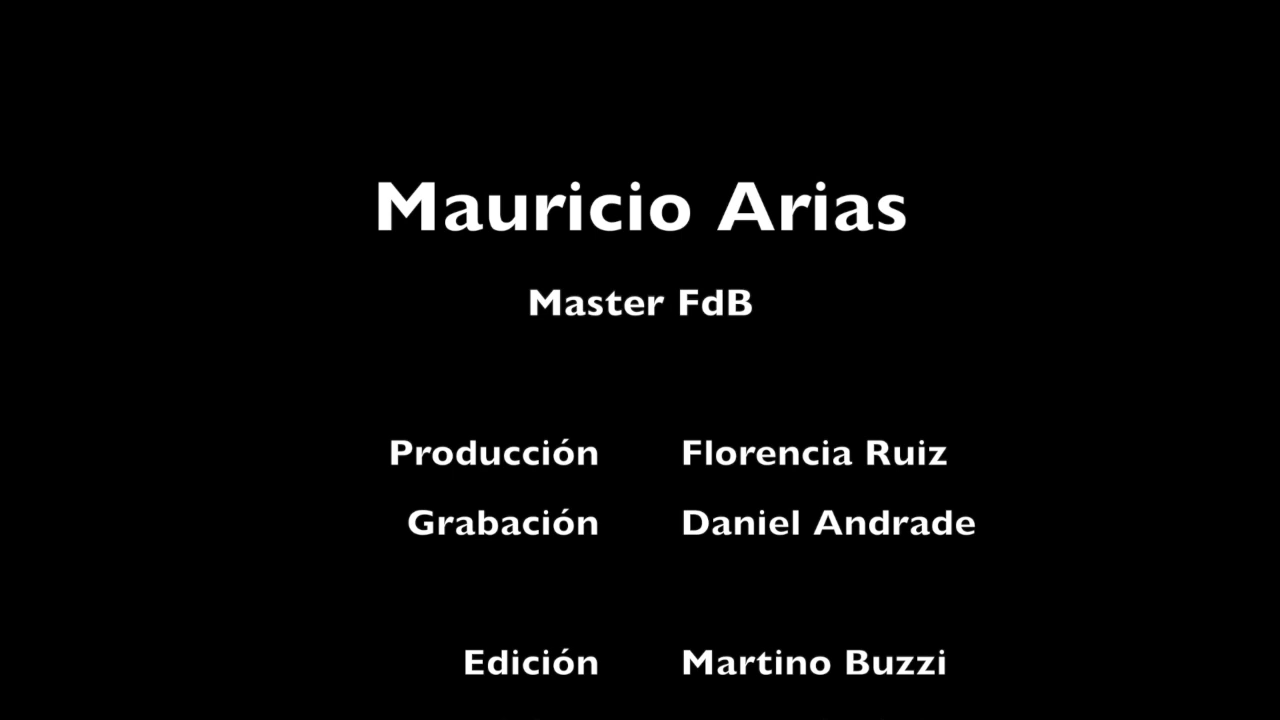 Mauricio Arias
Master FdB
Producción Florencia Ruiz
Grabación Daniel Andrade
Edición Martino Buzzi